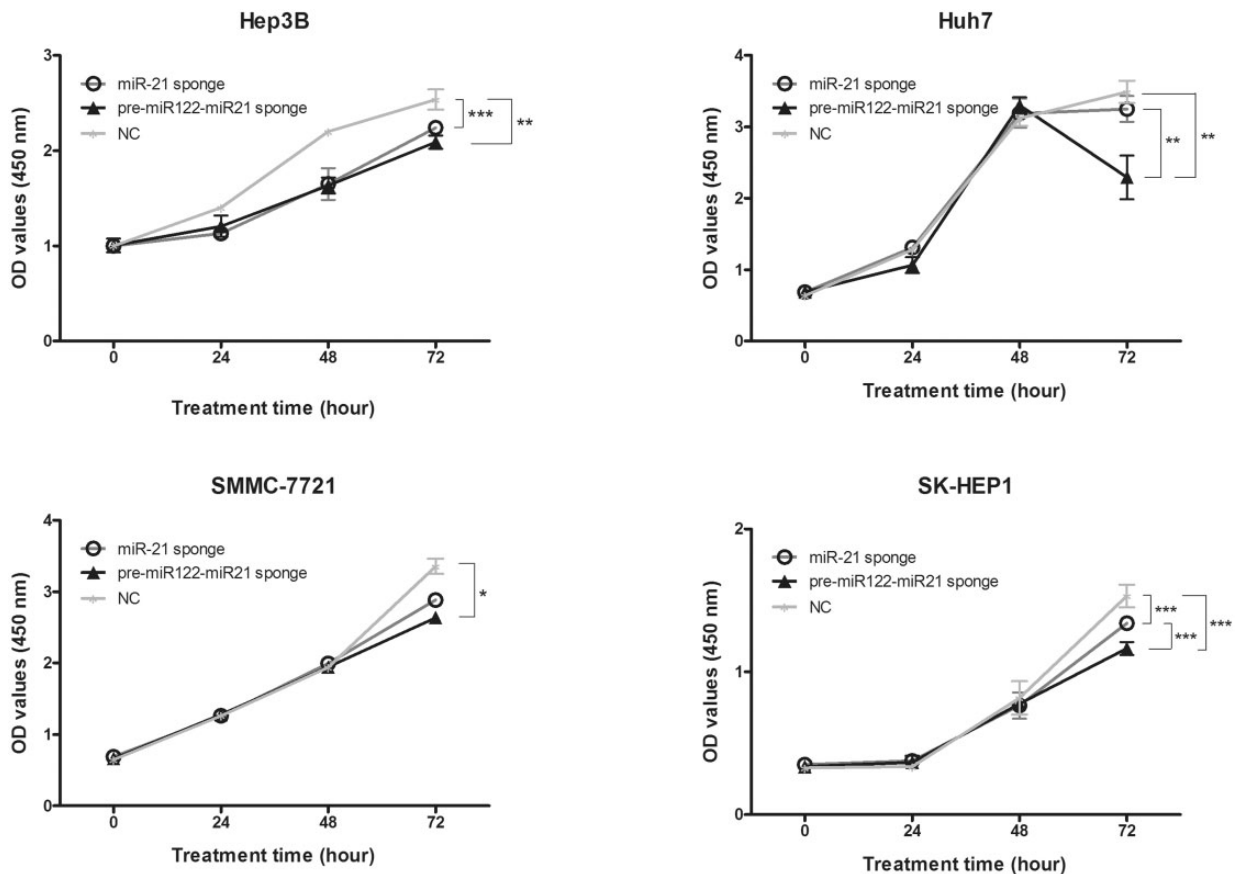 Hep3B
OD values (450 nm)
3
2
1
0
miR-21 sponge
pre-miR122-miR21 sponge
NC
***
**
0 24 48 72
Treatment time (hour)
Huh7
OD values (450 nm)
4
3
2
1
0
miR-21 sponge
pre-miR122-miR21 sponge
NC
**
**
0 24 48 72
Treatment time (hour)
SMMC-7721
OD values (450 nm)
4
3
2
1
0
miR-21 sponge
pre-miR122-miR21 sponge
NC
*
0 24 48 72
Treatment time (hour)
SK-HEP1
OD values (450 nm)
2
1
0
miR-21 sponge
pre-miR122-miR21 sponge
NC
***
***
***
0 24 48 72
Treatment time (hour)